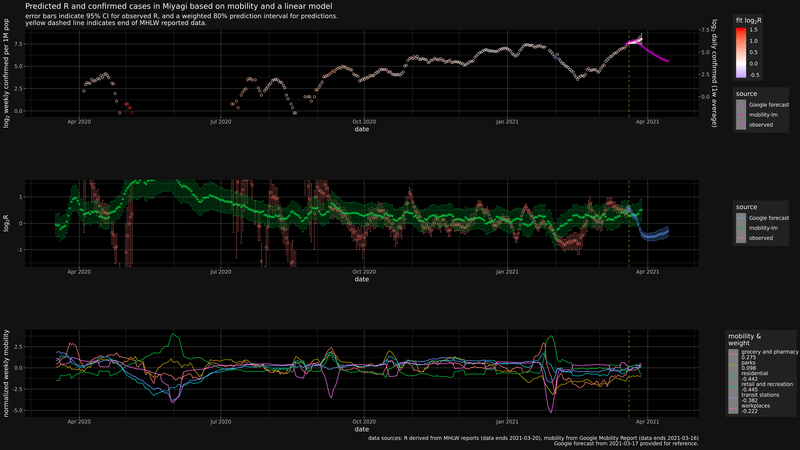 Predicted R and confirmed cases in Miyagi based on mobility and a linear model
error bars indicate 95% CI for observed R, and a weighted 80% prediction interval for predictions.
yellow dashed line indicates end of MHLW reported data.
log₂ weekly confirmed per 1M pop
7.5
5.0
2.5
0.0
7.5
5.0
2.5
0.0
log₂ daily confirmed (1w average)
Apr 2020
Jul 2020
Oct 2020
Jan 2021
Apr 2021
date
fit log₂R
1.5
1.0
0.5
0.0
-0.5
source
Google forecast
mobility-lm
observed
log₂R
1
0
-1
Apr 2020
Jul 2020
Oct 2020
Jan 2021
Apr 2021
date
source
Google forecast
mobility-lm
observed
normalized weekly mobility
2.5
0.0
-2.5
-5.0
Apr 2020
Jul 2020
Oct 2020
Jan 2021
Apr 2021
date
mobility &
weight
grocery and pharmacy
0.275
parks
0.098
residential
-0.442
retail and recreation
-0.445
transit stations
-0.382
workplaces
-0.222
data sources: R derived from MHLW reports (data ends 2021-03-20), mobility from Google Mobility Report (data ends 2021-03-16)
Google forecast from 2021-03-17 provided for reference.